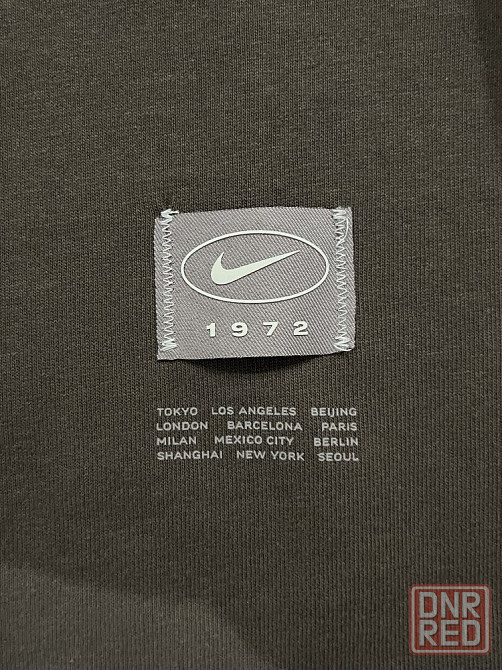 1972
TOKYO LOS ANGELES BEIJING
LONDON BARCELONA PARIS
MILAN MEXICO CITY BERLIN
SHANGHAI NEW YORK SEOUL
DNR
RED